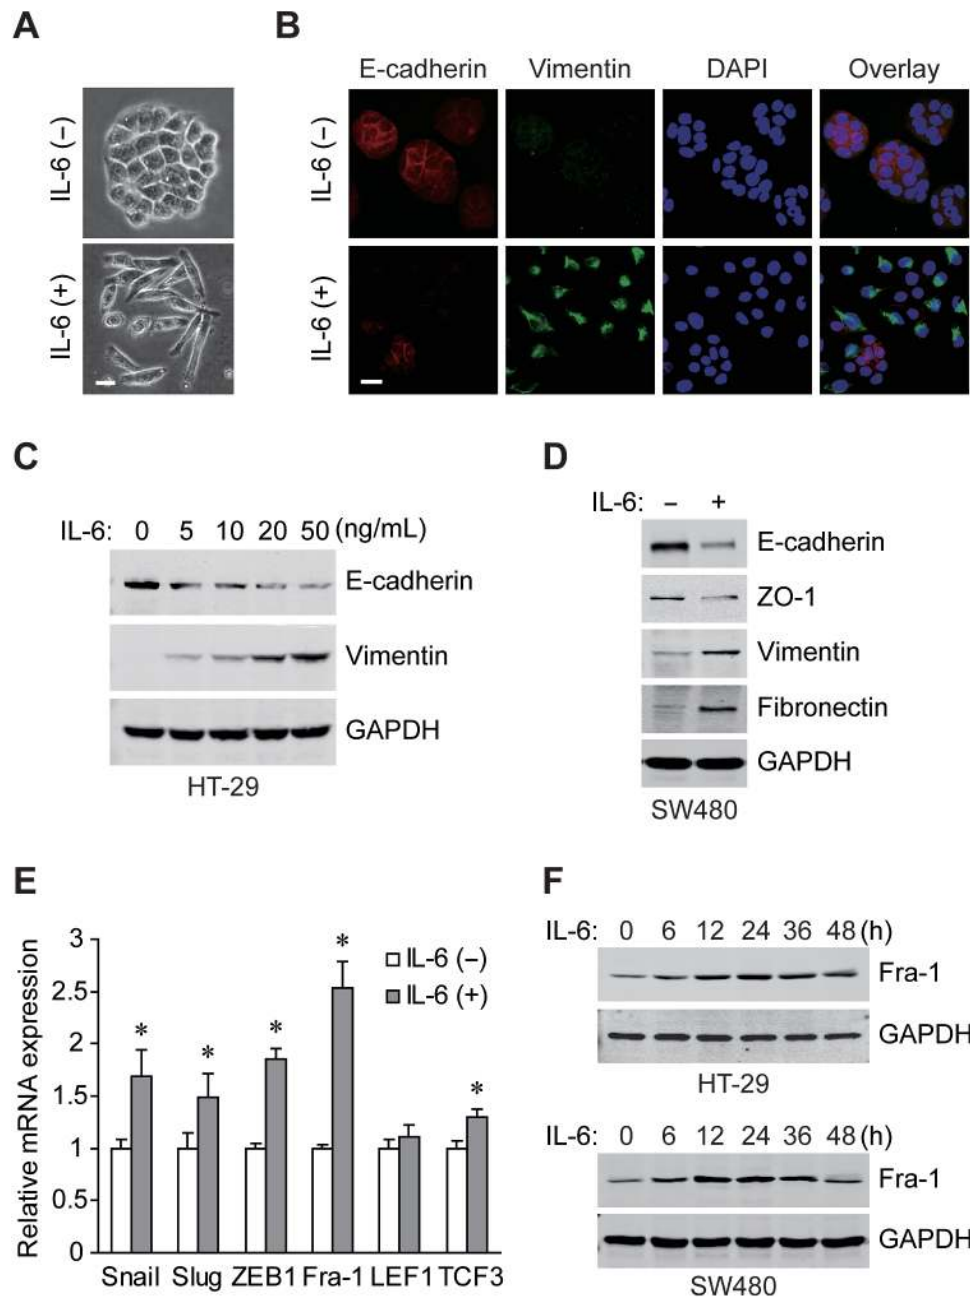 A
IL-6 (–)
IL-6 (+)
B
E-cadherin Vimentin DAPI Overlay
IL-6 (–)
IL-6 (+)
C
IL-6: 0 5 10 20 50 (ng/mL)
E-cadherin
Vimentin
GAPDH
HT-29
D
IL-6: – +
E-cadherin
ZO-1
Vimentin
Fibronectin
GAPDH
SW480
E
Relative mRNA expression
3
2.5
2
1.5
1
0.5
0
IL-6 (–)
IL-6 (+)
* * * * *
Snail Slug ZEB1 Fra-1 LEF1 TCF3
F
IL-6: 0 6 12 24 36 48 (h)
Fra-1
GAPDH
HT-29
IL-6: 0 6 12 24 36 48 (h)
Fra-1
GAPDH
SW480